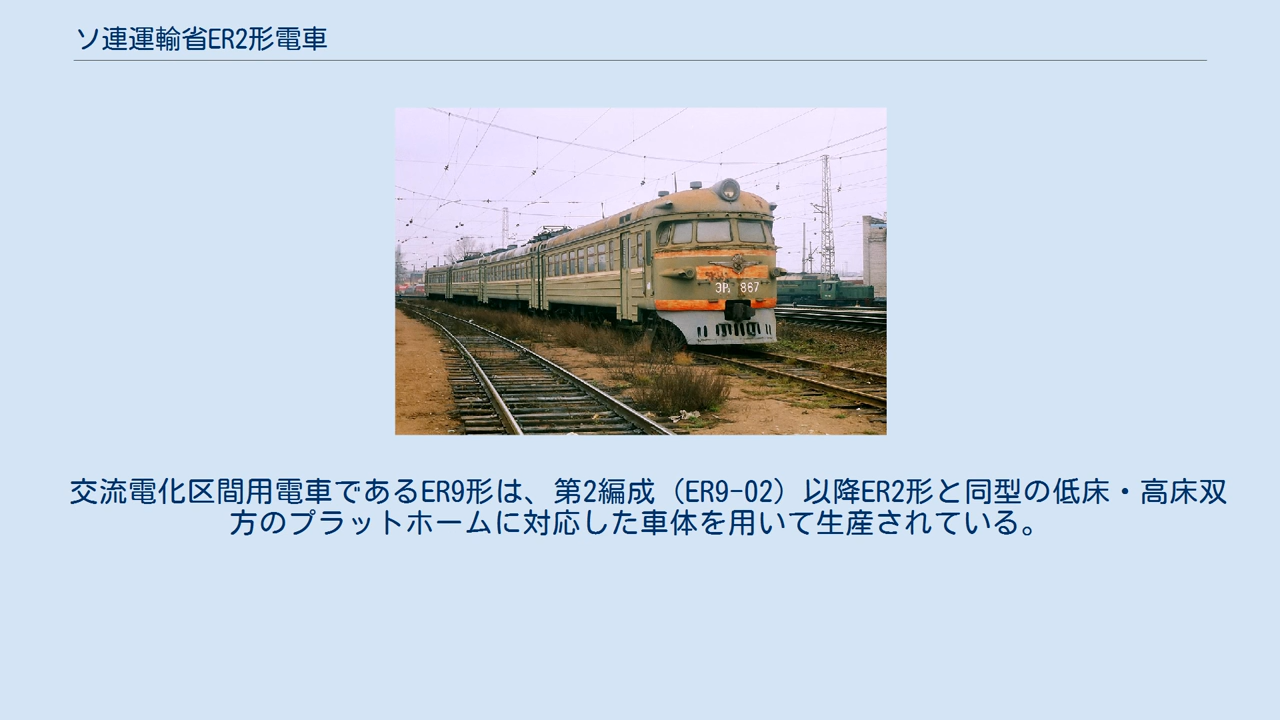 ソ連運輸省ER2形電車
ЭР 867
交流電化区間用電車であるER9形は、第2編成（ER9-02）以降ER2形と同型の低床・高床双
方のプラットホームに対応した車体を用いて生産されている。